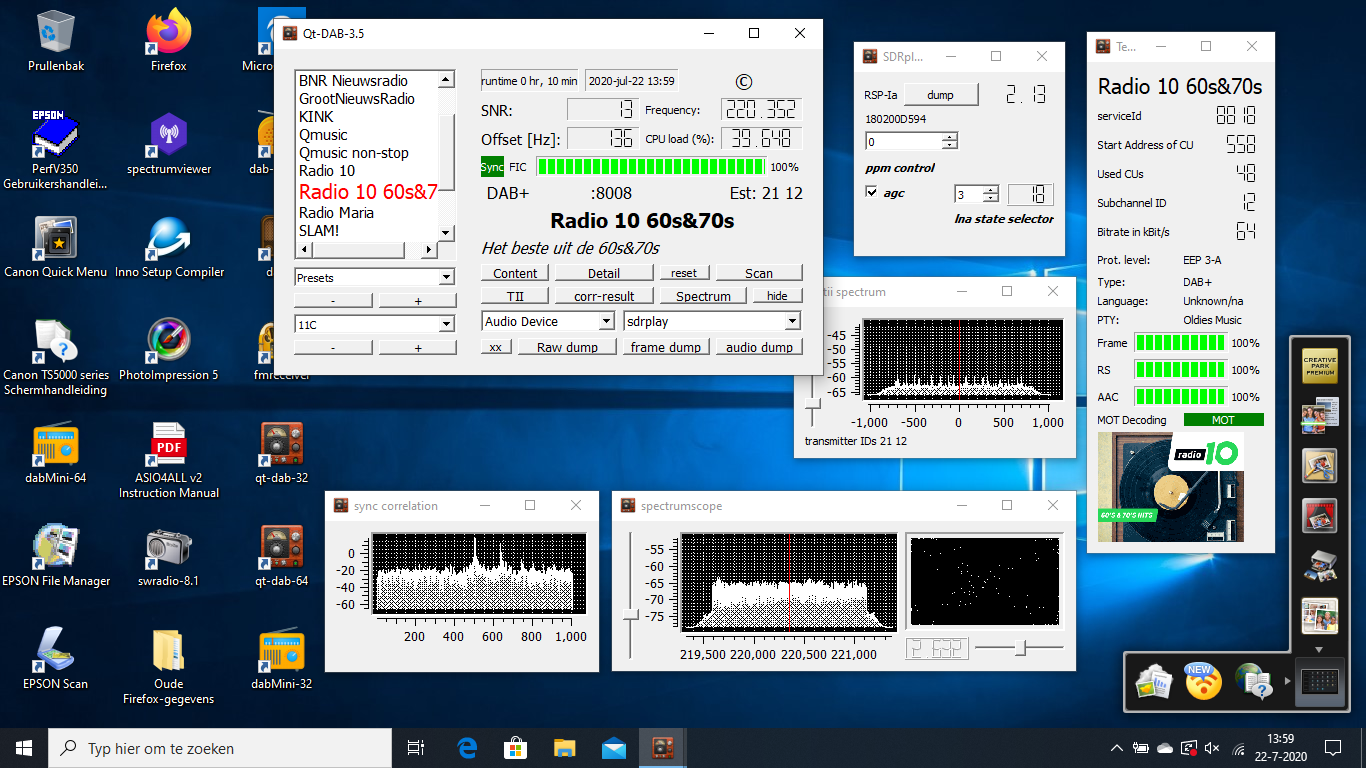 Prullenbak
Firefox
EPSON
PerfV350
Gebruikershandlei...
spectrumviewer
Canon Quick Menu
Inno Setup Compiler
Canon TS5000 series
Schermhandleiding
PhotoImpression 5
fmreceiver
dabMini-64
PDF
ASIO4ALL v2
Instruction Manual
qt-dab-32
EPSON File Manager
swradio-8.1
qt-dab-64
EPSON Scan
Oude
Firefox-gegevens
dabMini-32
Qt-DAB-3.5
BNR Nieuwsradio
GrootNieuwsRadio
KINK
Qmusic
Qmusic non-stop
Radio 10
Radio 10 60s&7
Radio Maria
SLAM!
Presets
- +
11C
- +
runtime 0 hr, 10 min 2020-jul-22 13:59 ©
SNR: 13 Frequency: 220.352
Offset [Hz]: 136 CPU load (%): 39.648
Sync FIC 100%
DAB+ :8008 Est: 21 12
Radio 10 60s&70s
Het beste uit de 60s&70s
Content Detail reset Scan
TII corr-result Spectrum hide
Audio Device sdrplay
xx Raw dump frame dump audio dump
SDRpl...
RSP-Ia dump 2.13
180200D594
0
ppm control
agc 3 18
lna state selector
tii spectrum
-45
-50
-55
-60
-65
-1,000 -500 0 500 1,000
transmitter IDs 21 12
sync correlation
0
-20
-40
-60
200 400 600 800 1,000
spectrumscope
-55
-60
-65
-70
-75
219,500 220,000 220,500 221,000
2.632
Te...
Radio 10 60s&70s
serviceId 8818
Start Address of CU 558
Used CUs 48
Subchannel ID 12
Bitrate in kBit/s 64
Prot. level: EEP 3-A
Type: DAB+
Language: Unknown/na
PTY: Oldies Music
Frame 100%
RS 100%
AAC 100%
MOT Decoding MOT
radio 10
60'S & 70'S HITS
CREATIVE
PARK
PREMIUM
NEW
Typ hier om te zoeken
13:59
22-7-2020